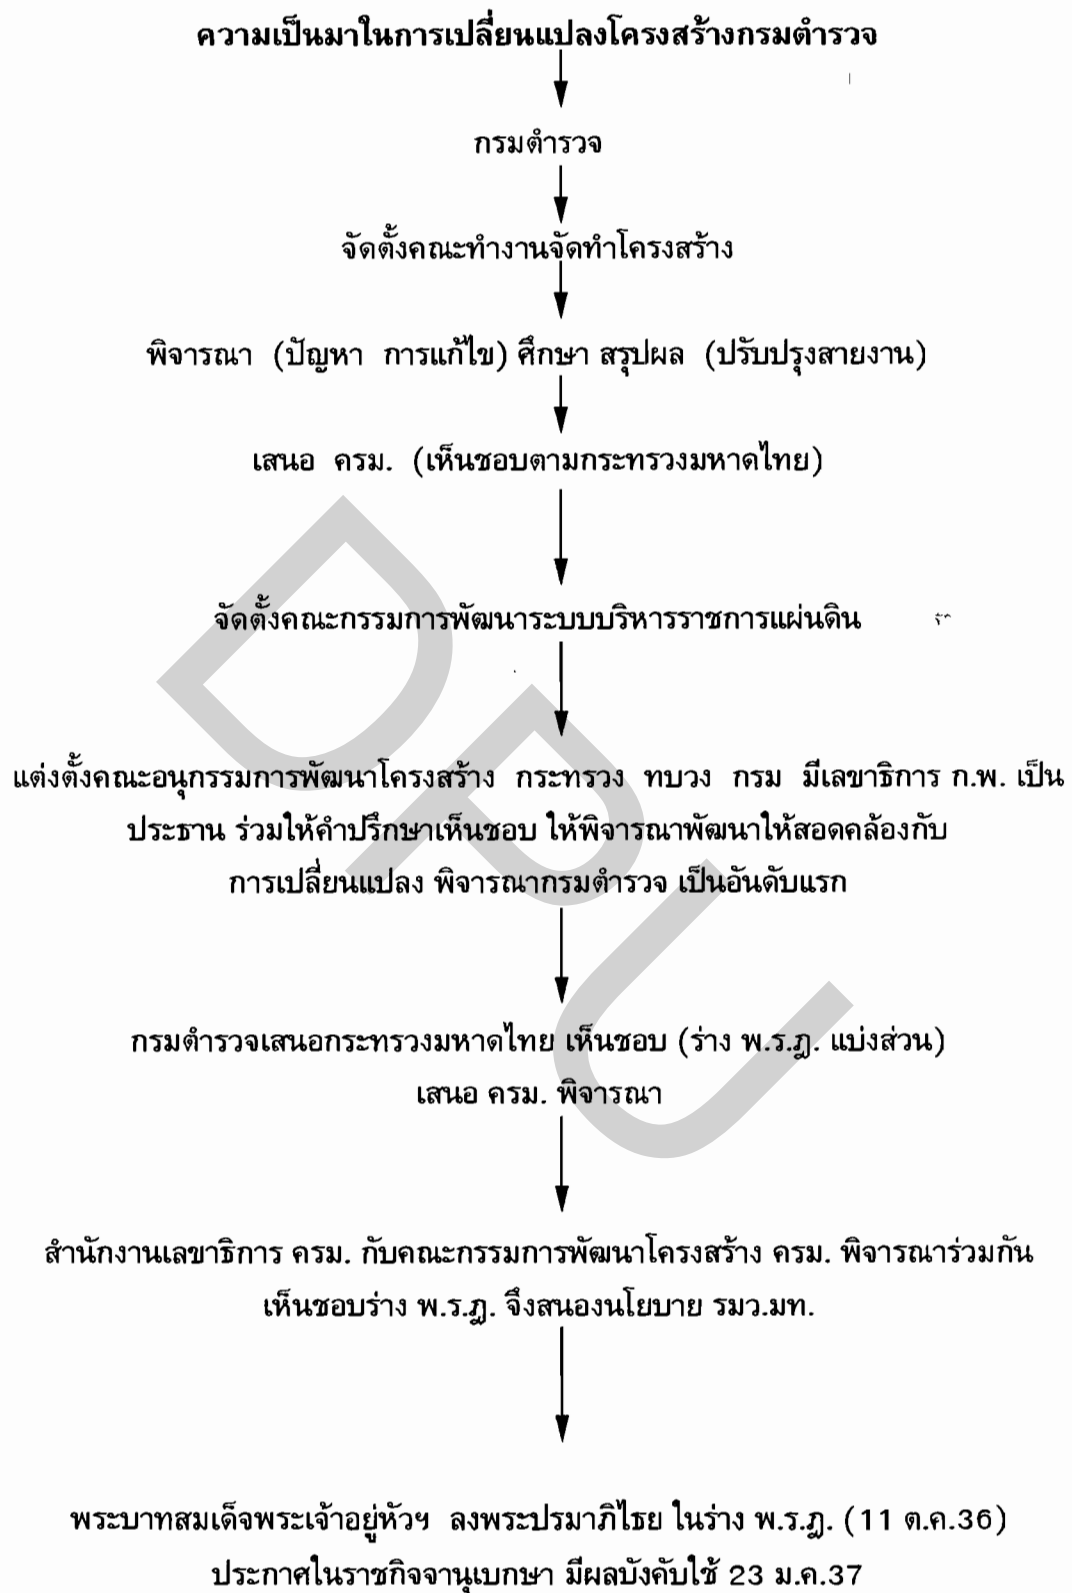 ความเป็นมาในการเปลี่ยนแปลงโครงสร้างกรมตำรวจ
กรมตำรวจ
จัดตั้งคณะทำงานจัดทำโครงสร้าง
พิจารณา (ปัญหา การแก้ไข) ศึกษา สรุปผล (ปรับปรุงสายงาน)
เสนอ ครม. (เห็นชอบตามกระทรวงมหาดไทย)
จัดตั้งคณะกรรมการพัฒนาระบบบริหารราชการแผ่นดิน
แต่งตั้งคณะอนุกรรมการพัฒนาโครงสร้าง กระทรวง ทบวง กรม มีเลขาธิการ ก.พ. เป็น
ประธาน ร่วมให้คำปรึกษาเห็นชอบ ให้พิจารณาพัฒนาให้สอดคล้องกับ
การเปลี่ยนแปลง พิจารณากรมตำรวจ เป็นอันดับแรก
กรมตำรวจเสนอกระทรวงมหาดไทย เห็นชอบ (ร่าง พ.ร.ฎ. แบ่งส่วน)
เสนอ ครม. พิจารณา
สำนักงานเลขาธิการ ครม. กับคณะกรรมการพัฒนาโครงสร้าง ครม. พิจารณาร่วมกัน
เห็นชอบร่าง พ.ร.ฎ. จึงสนองนโยบาย รมว.มท.
พระบาทสมเด็จพระเจ้าอยู่หัวฯ ลงพระปรมาภิไธย ในร่าง พ.ร.ฎ. (11 ต.ค.36)
ประกาศในราชกิจจานุเบกษา มีผลบังคับใช้ 23 ม.ค.37
DPU